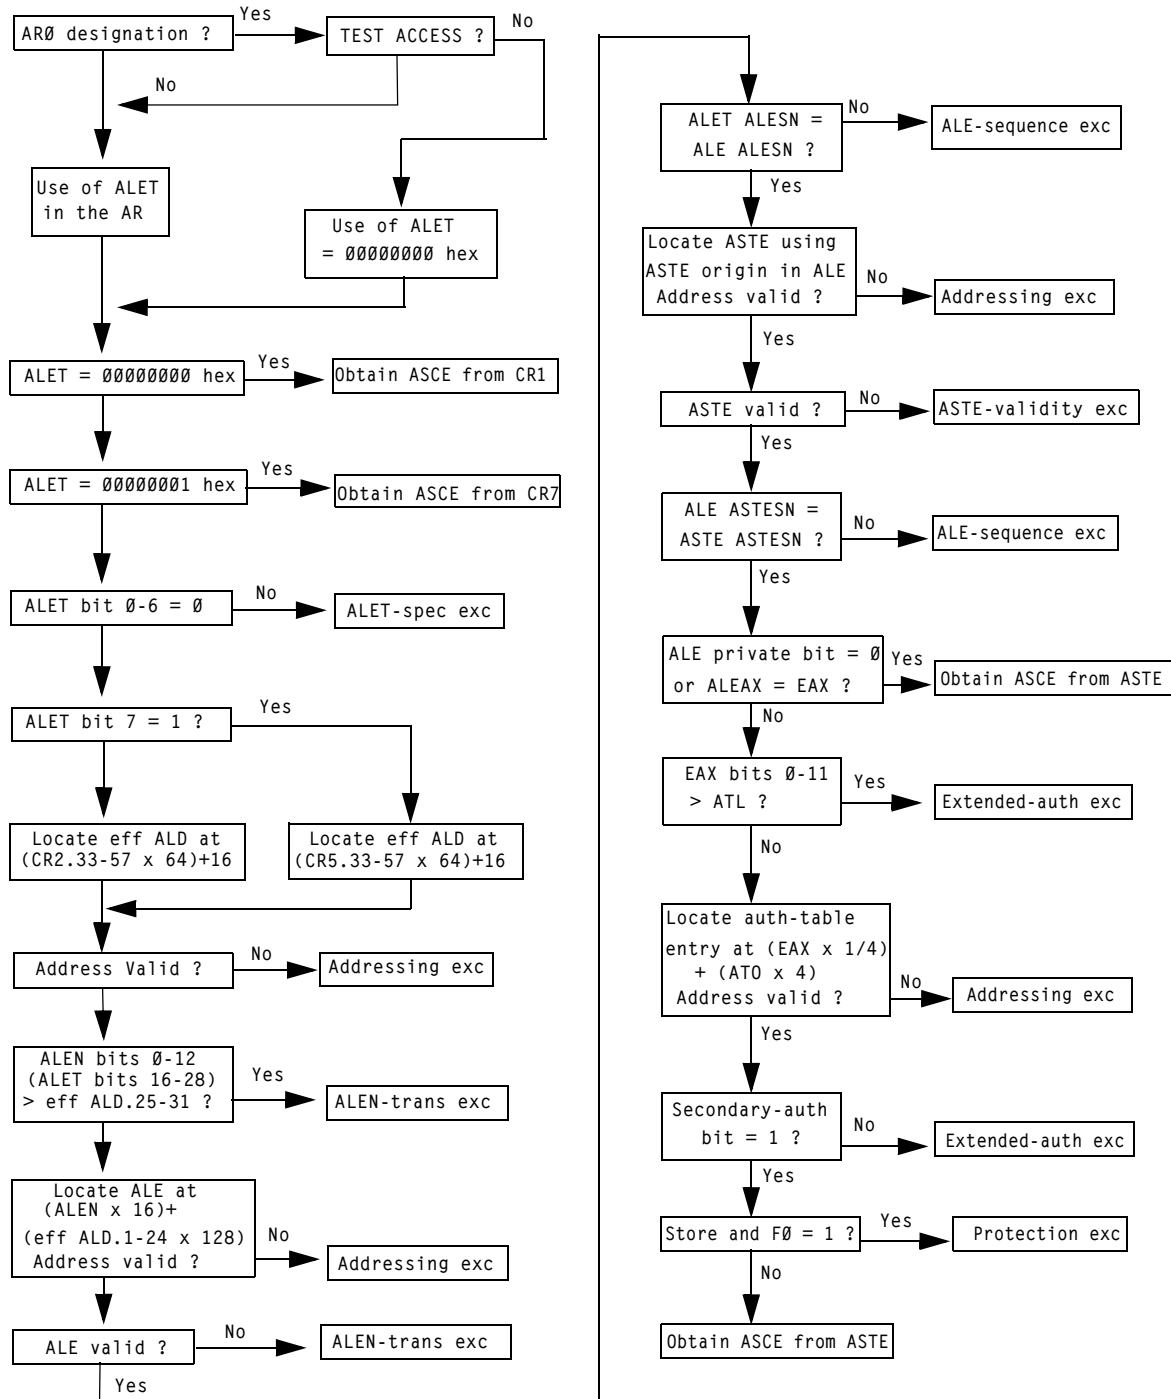 ARØ designation ?
Yes
TEST ACCESS ?
No
No
Use of ALET
in the AR
Use of ALET
= ØØØØØØØØ hex
ALET = ØØØØØØØØ hex
Yes
Obtain ASCE from CR1
ALET = ØØØØØØØ1 hex
Yes
Obtain ASCE from CR7
ALET bit Ø-6 = Ø
No
ALET-spec exc
ALET bit 7 = 1 ?
Yes
Locate eff ALD at
(CR2.33-57 x 64)+16
Locate eff ALD at
(CR5.33-57 x 64)+16
Address Valid ?
No
Addressing exc
ALEN bits Ø-12
(ALET bits 16-28)
> eff ALD.25-31 ?
Yes
ALEN-trans exc
Locate ALE at
(ALEN x 16)+
(eff ALD.1-24 x 128)
Address valid ?
No
Addressing exc
ALE valid ?
No
ALEN-trans exc
Yes
ALET ALESN =
ALE ALESN ?
No
ALE-sequence exc
Yes
Locate ASTE using
ASTE origin in ALE
Address valid ?
No
Addressing exc
Yes
ASTE valid ?
No
ASTE-validity exc
Yes
ALE ASTESN =
ASTE ASTESN ?
No
ALE-sequence exc
Yes
ALE private bit = Ø
or ALEAX = EAX ?
Yes
Obtain ASCE from ASTE
No
EAX bits Ø-11
> ATL ?
Yes
Extended-auth exc
No
Locate auth-table
entry at (EAX x 1/4)
+ (ATO x 4)
Address valid ?
No
Addressing exc
Yes
Secondary-auth
bit = 1 ?
No
Extended-auth exc
Yes
Store and FØ = 1 ?
Yes
Protection exc
No
Obtain ASCE from ASTE